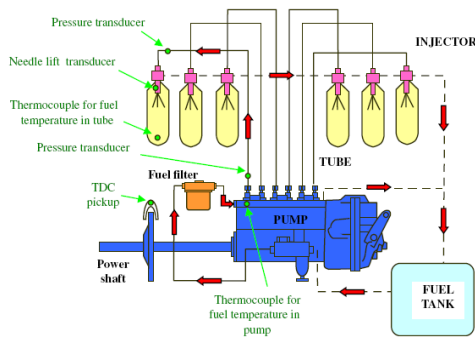 Pressure transducer
INJECTOR
Needle lift transducer
Thermocouple for fuel
temperature in tube
Pressure transducer
TUBE
Fuel filter
TDC
pickup
PUMP
Power
shaft
Thermocouple for
fuel temperature in
pump
FUEL
TANK